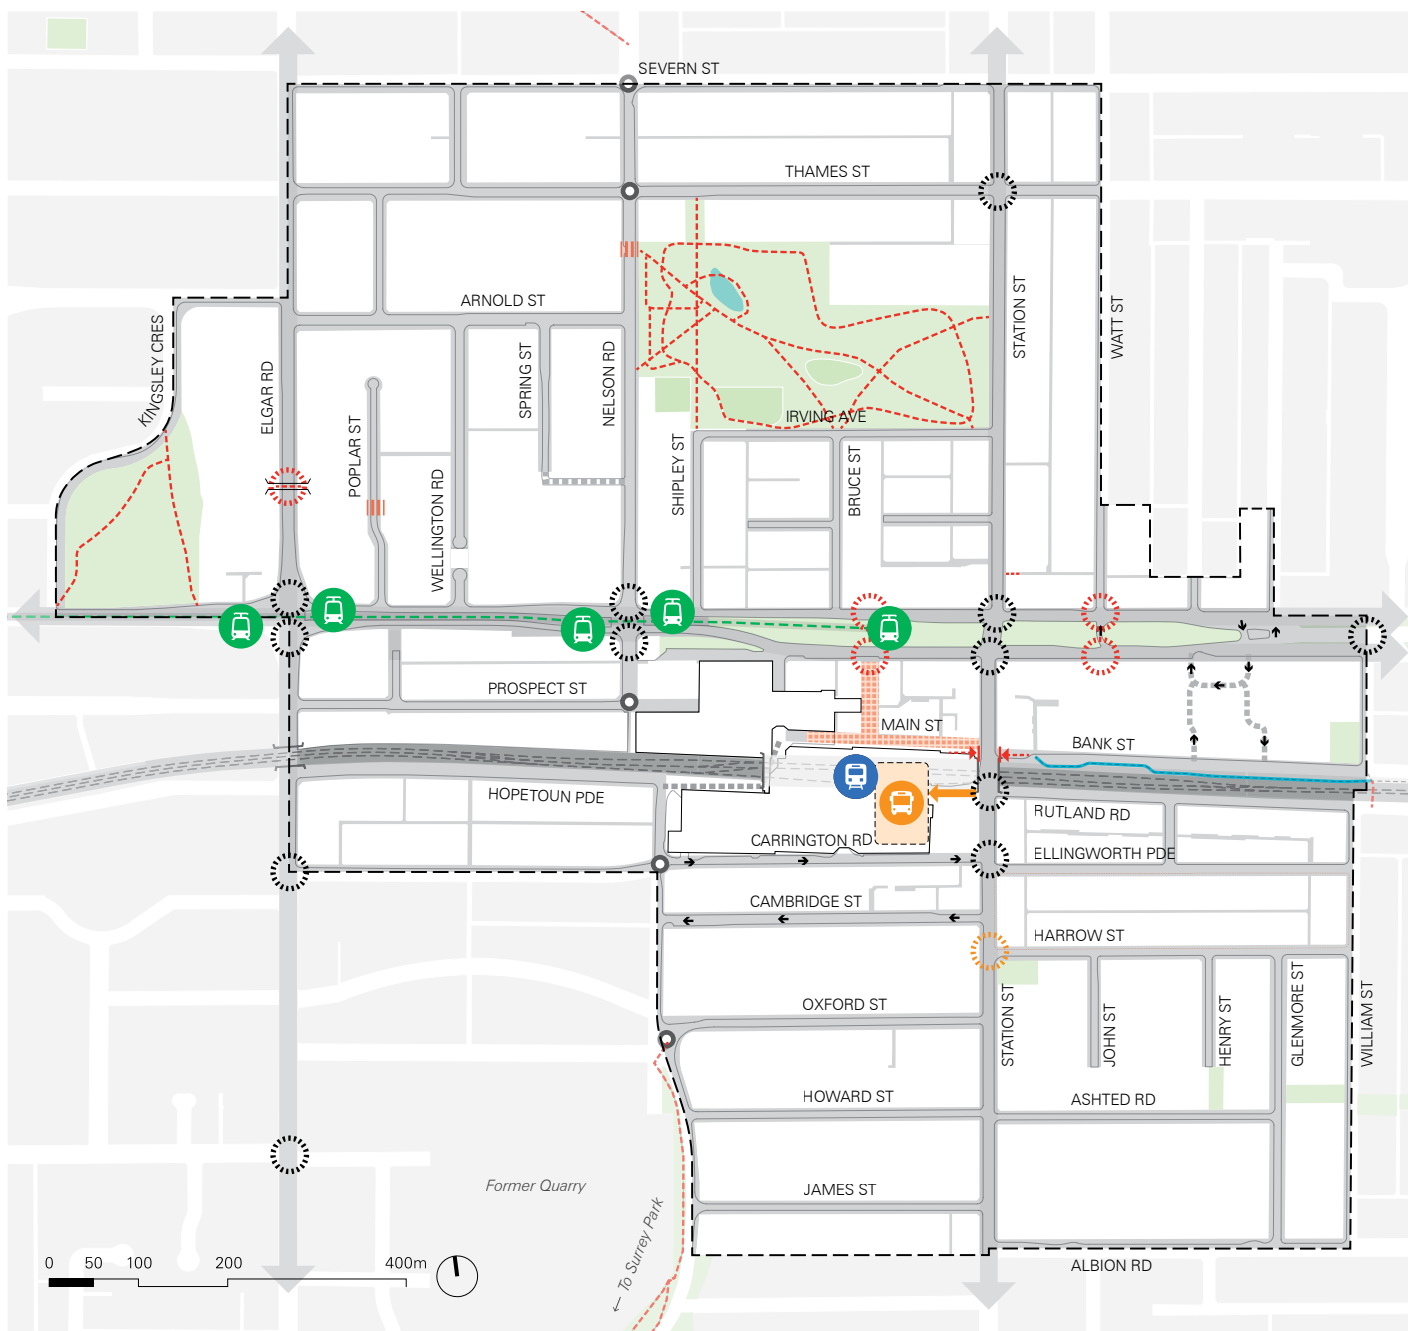 SEVERN ST
THAMES ST
ARNOLD ST
STATION ST
WATT ST
KINGSLEY CRES
ELGAR RD
SPRING ST
NELSON RD
POPLAR ST
WELLINGTON RD
SHIPLEY ST
IRVING AVE
BRUCE ST
PROSPECT ST
MAIN ST
BANK ST
HOPETOUN PDE
RUTLAND RD
CARRINGTON RD
ELLINGWORTH PDE
CAMBRIDGE ST
HARROW ST
OXFORD ST
STATION ST
JOHN ST
HENRY ST
GLENMORE ST
WILLIAM ST
HOWARD ST
ASHTED RD
JAMES ST
Former Quarry
← To Surrey Park
0 50 100 200 400m
ALBION RD